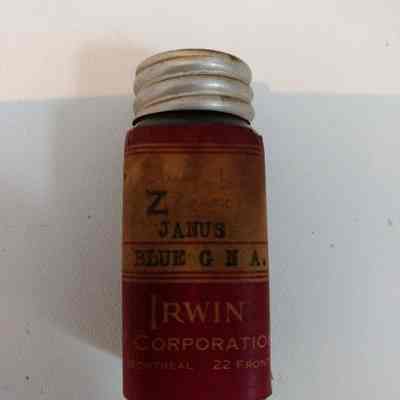 Z
JANUS
BLUE G N A.
IRWIN
CORPORATIO
MONTREAL 22 FRONT